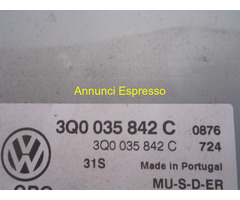 Annunci Espresso
3Q0 035 842 C 0876
3Q0 035 842 C 724
31S Made in Portugal
MU-S-D-ER